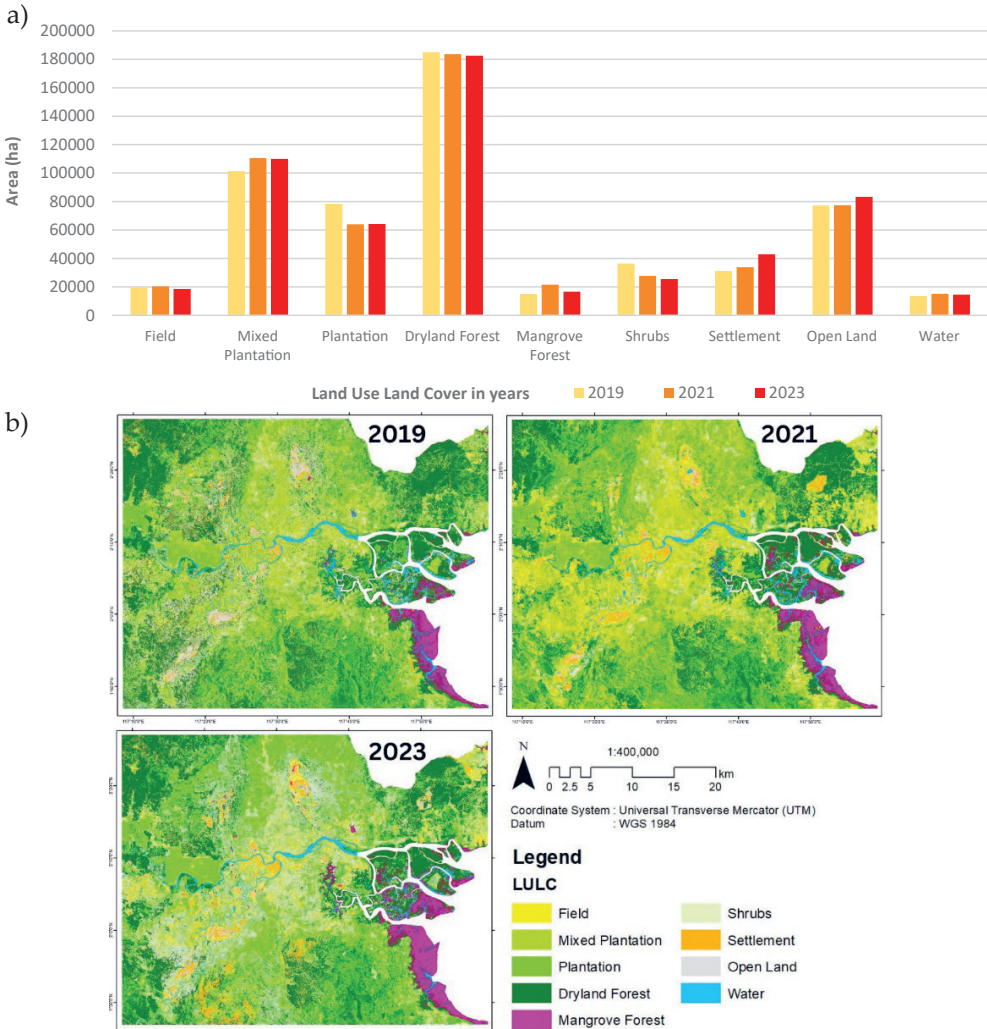 a)
200000
180000
160000
140000
120000
100000
80000
60000
40000
20000
0
Area (ha)
Field
Mixed
Plantation
Plantation
Dryland Forest
Mangrove
Forest
Shrubs
Settlement
Open Land
Water
Land Use Land Cover in years
2019
2021
2023
b)
2019
2021
2023
N
1:400,000
0 2.5 5 10 15 20
km
Coordinate System : Universal Transverse Mercator (UTM)
Datum : WGS 1984
Legend
LULC
Field
Mixed Plantation
Plantation
Dryland Forest
Mangrove Forest
Shrubs
Settlement
Open Land
Water